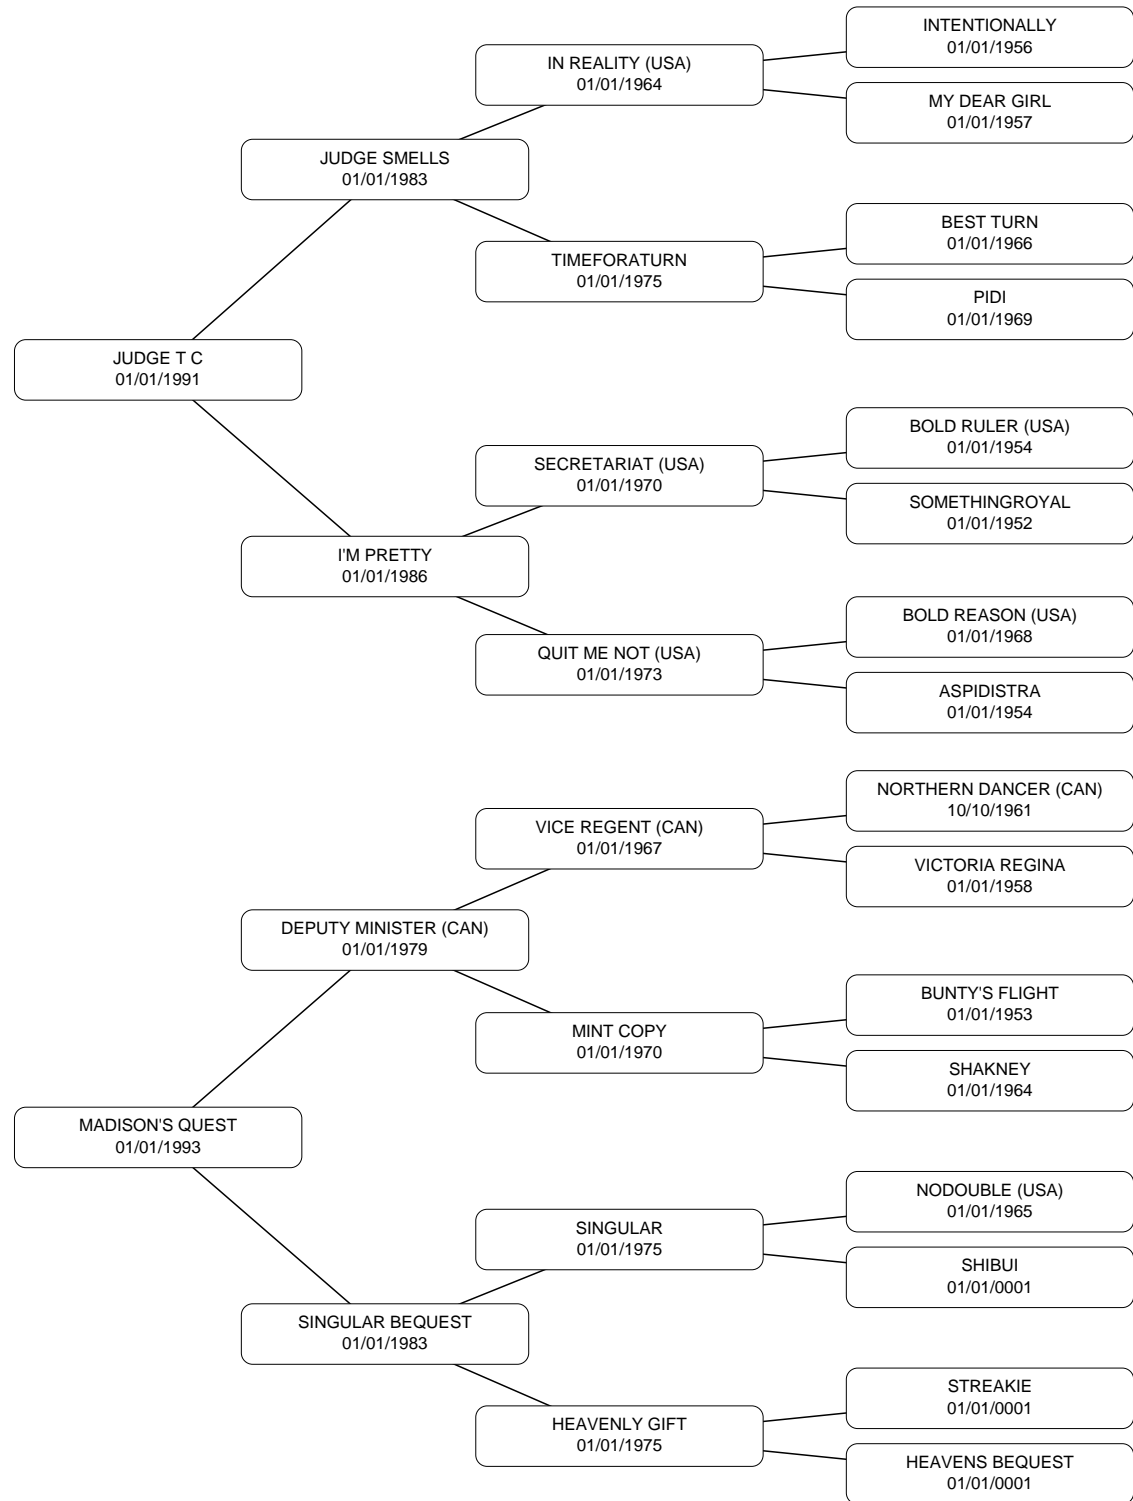 INTENTIONALLY
01/01/1956
IN REALITY (USA)
01/01/1964
MY DEAR GIRL
01/01/1957
JUDGE SMELLS
01/01/1983
BEST TURN
01/01/1966
TIMEFORATURN
01/01/1975
PIDI
01/01/1969
JUDGE T C
01/01/1991
BOLD RULER (USA)
01/01/1954
SECRETARIAT (USA)
01/01/1970
SOMETHINGROYAL
01/01/1952
I'M PRETTY
01/01/1986
BOLD REASON (USA)
01/01/1968
QUIT ME NOT (USA)
01/01/1973
ASPIDISTRA
01/01/1954
NORTHERN DANCER (CAN)
10/10/1961
VICE REGENT (CAN)
01/01/1967
VICTORIA REGINA
01/01/1958
DEPUTY MINISTER (CAN)
01/01/1979
BUNTY'S FLIGHT
01/01/1953
MINT COPY
01/01/1970
SHAKNEY
01/01/1964
MADISON'S QUEST
01/01/1993
NODOUBLE (USA)
01/01/1965
SINGULAR
01/01/1975
SHIBUI
01/01/0001
SINGULAR BEQUEST
01/01/1983
STREAKIE
01/01/0001
HEAVENLY GIFT
01/01/1975
HEAVENS BEQUEST
01/01/0001